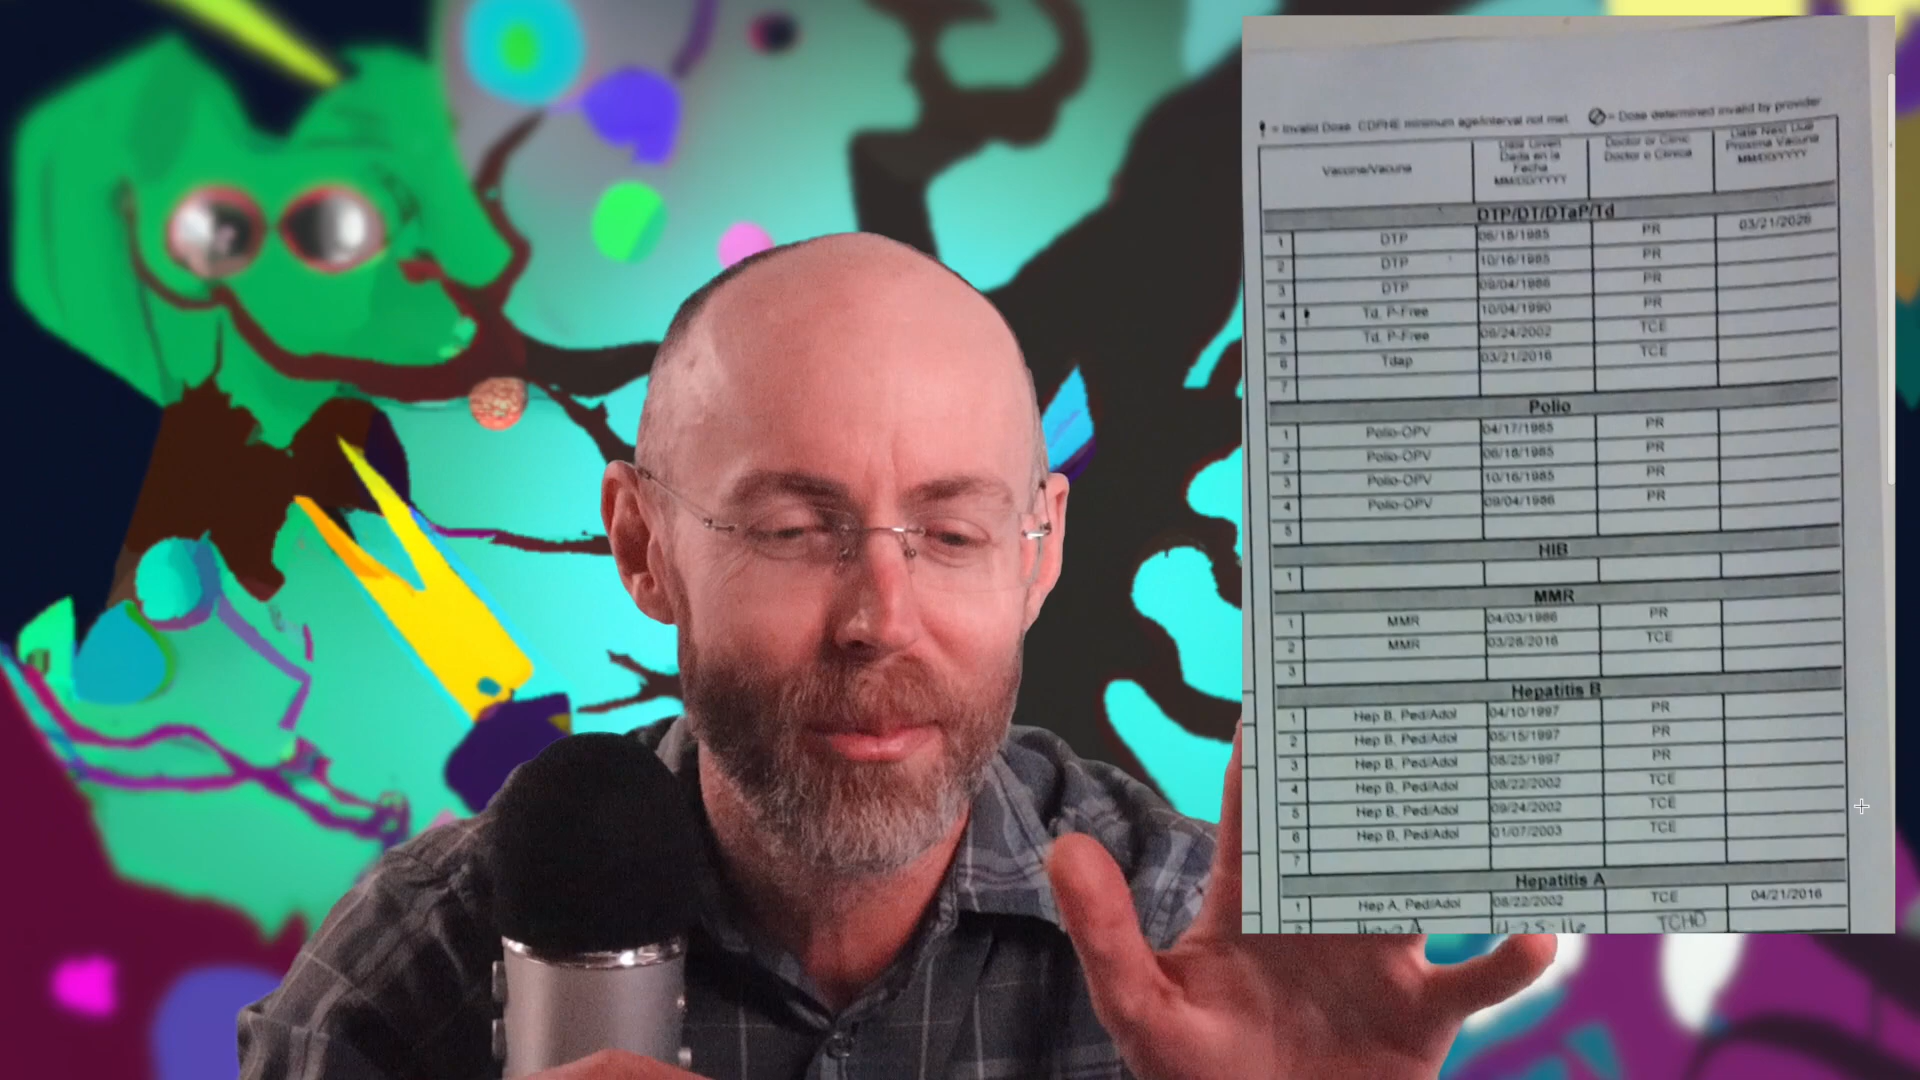 ! = Invalid Dose. CDPHE minimum age/interval not met. = Dose determined invalid by provider
Vaccine/Vacuna Date Given Dada en la Fecha MM/DD/YYYY Doctor or Clinic Doctor o Clinica Date Next Due Proxima Vacuna MM/DD/YYYY
DTP/DT/DTaP/Td
1 DTP 06/18/1985 PR 03/21/2026
2 DTP 10/16/1985 PR
3 DTP 09/04/1986 PR
4 ! Td, P-Free 10/04/1990 PR
5 Td, P-Free 09/24/2002 TCE
6 Tdap 03/21/2016 TCE
7
Polio
1 Polio-OPV 04/17/1985 PR
2 Polio-OPV 06/18/1985 PR
3 Polio-OPV 10/16/1985 PR
4 Polio-OPV 09/04/1986 PR
5
HIB
1
MMR
1 MMR 04/03/1986 PR
2 MMR 03/28/2016 TCE
3
Hepatitis B
1 Hep B, Ped/Adol 04/10/1997 PR
2 Hep B, Ped/Adol 05/15/1997 PR
3 Hep B, Ped/Adol 08/25/1997 PR
4 Hep B, Ped/Adol 08/22/2002 TCE
5 Hep B, Ped/Adol 09/24/2002 TCE
6 Hep B, Ped/Adol 01/07/2003 TCE
7
Hepatitis A
1 Hep A, Ped/Adol 08/22/2002 TCE 04/21/2016
2 Hep A 4-25-16 TCHD